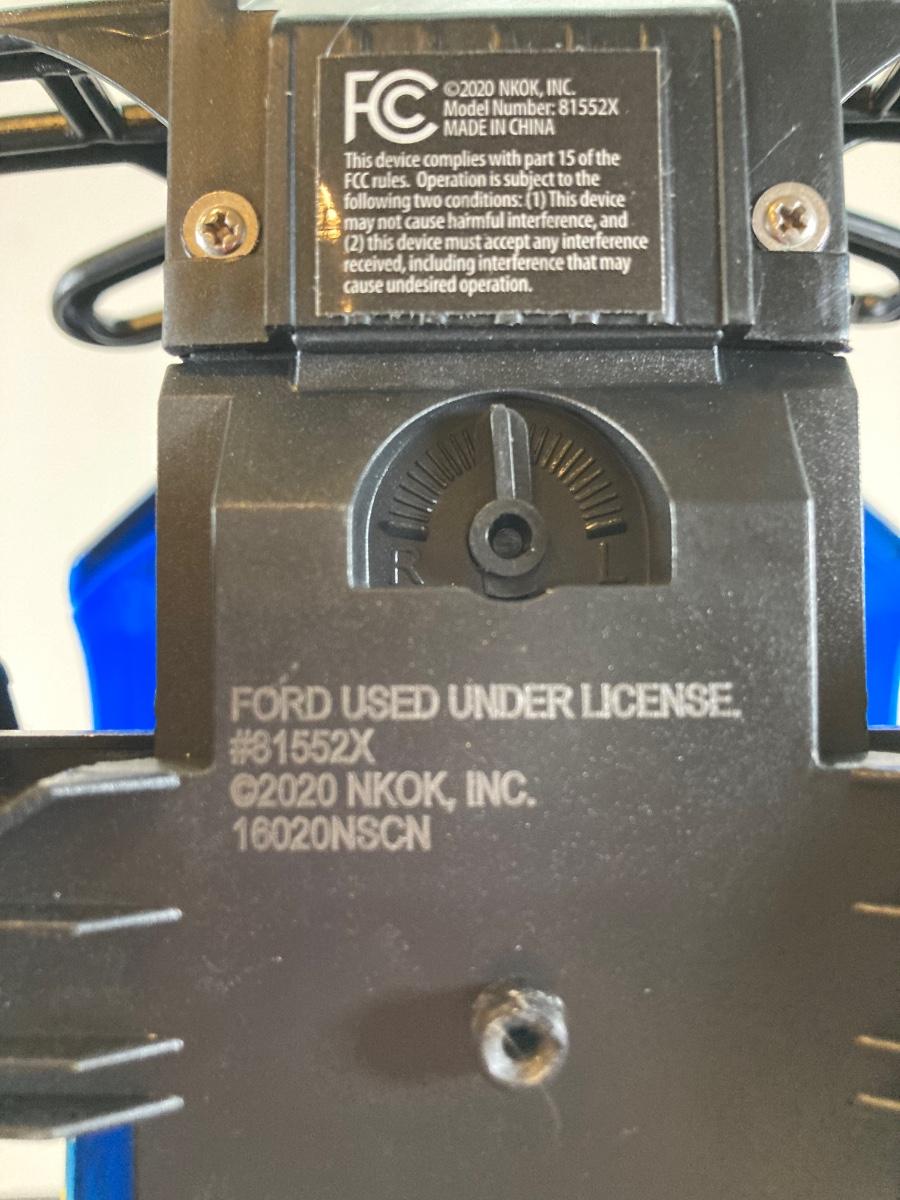 FC ©2020 NKOK, INC.
Model Number: 81552X
MADE IN CHINA
This device complies with part 15 of the
FCC rules. Operation is subject to the
following two conditions: (1) This device
may not cause harmful interference, and
(2) this device must accept any interference
received, including interference that may
cause undesired operation.
R L
FORD USED UNDER LICENSE.
#81552X
©2020 NKOK, INC.
16020NSCN